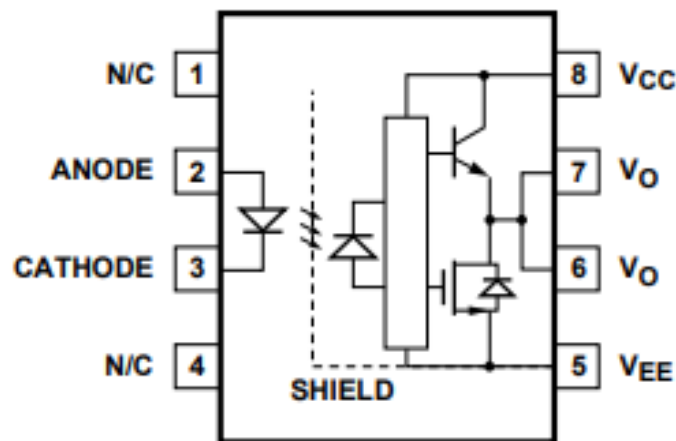 N/C 1
8 VCC
ANODE 2
7 VO
CATHODE 3
6 VO
N/C 4
5 VEE
SHIELD